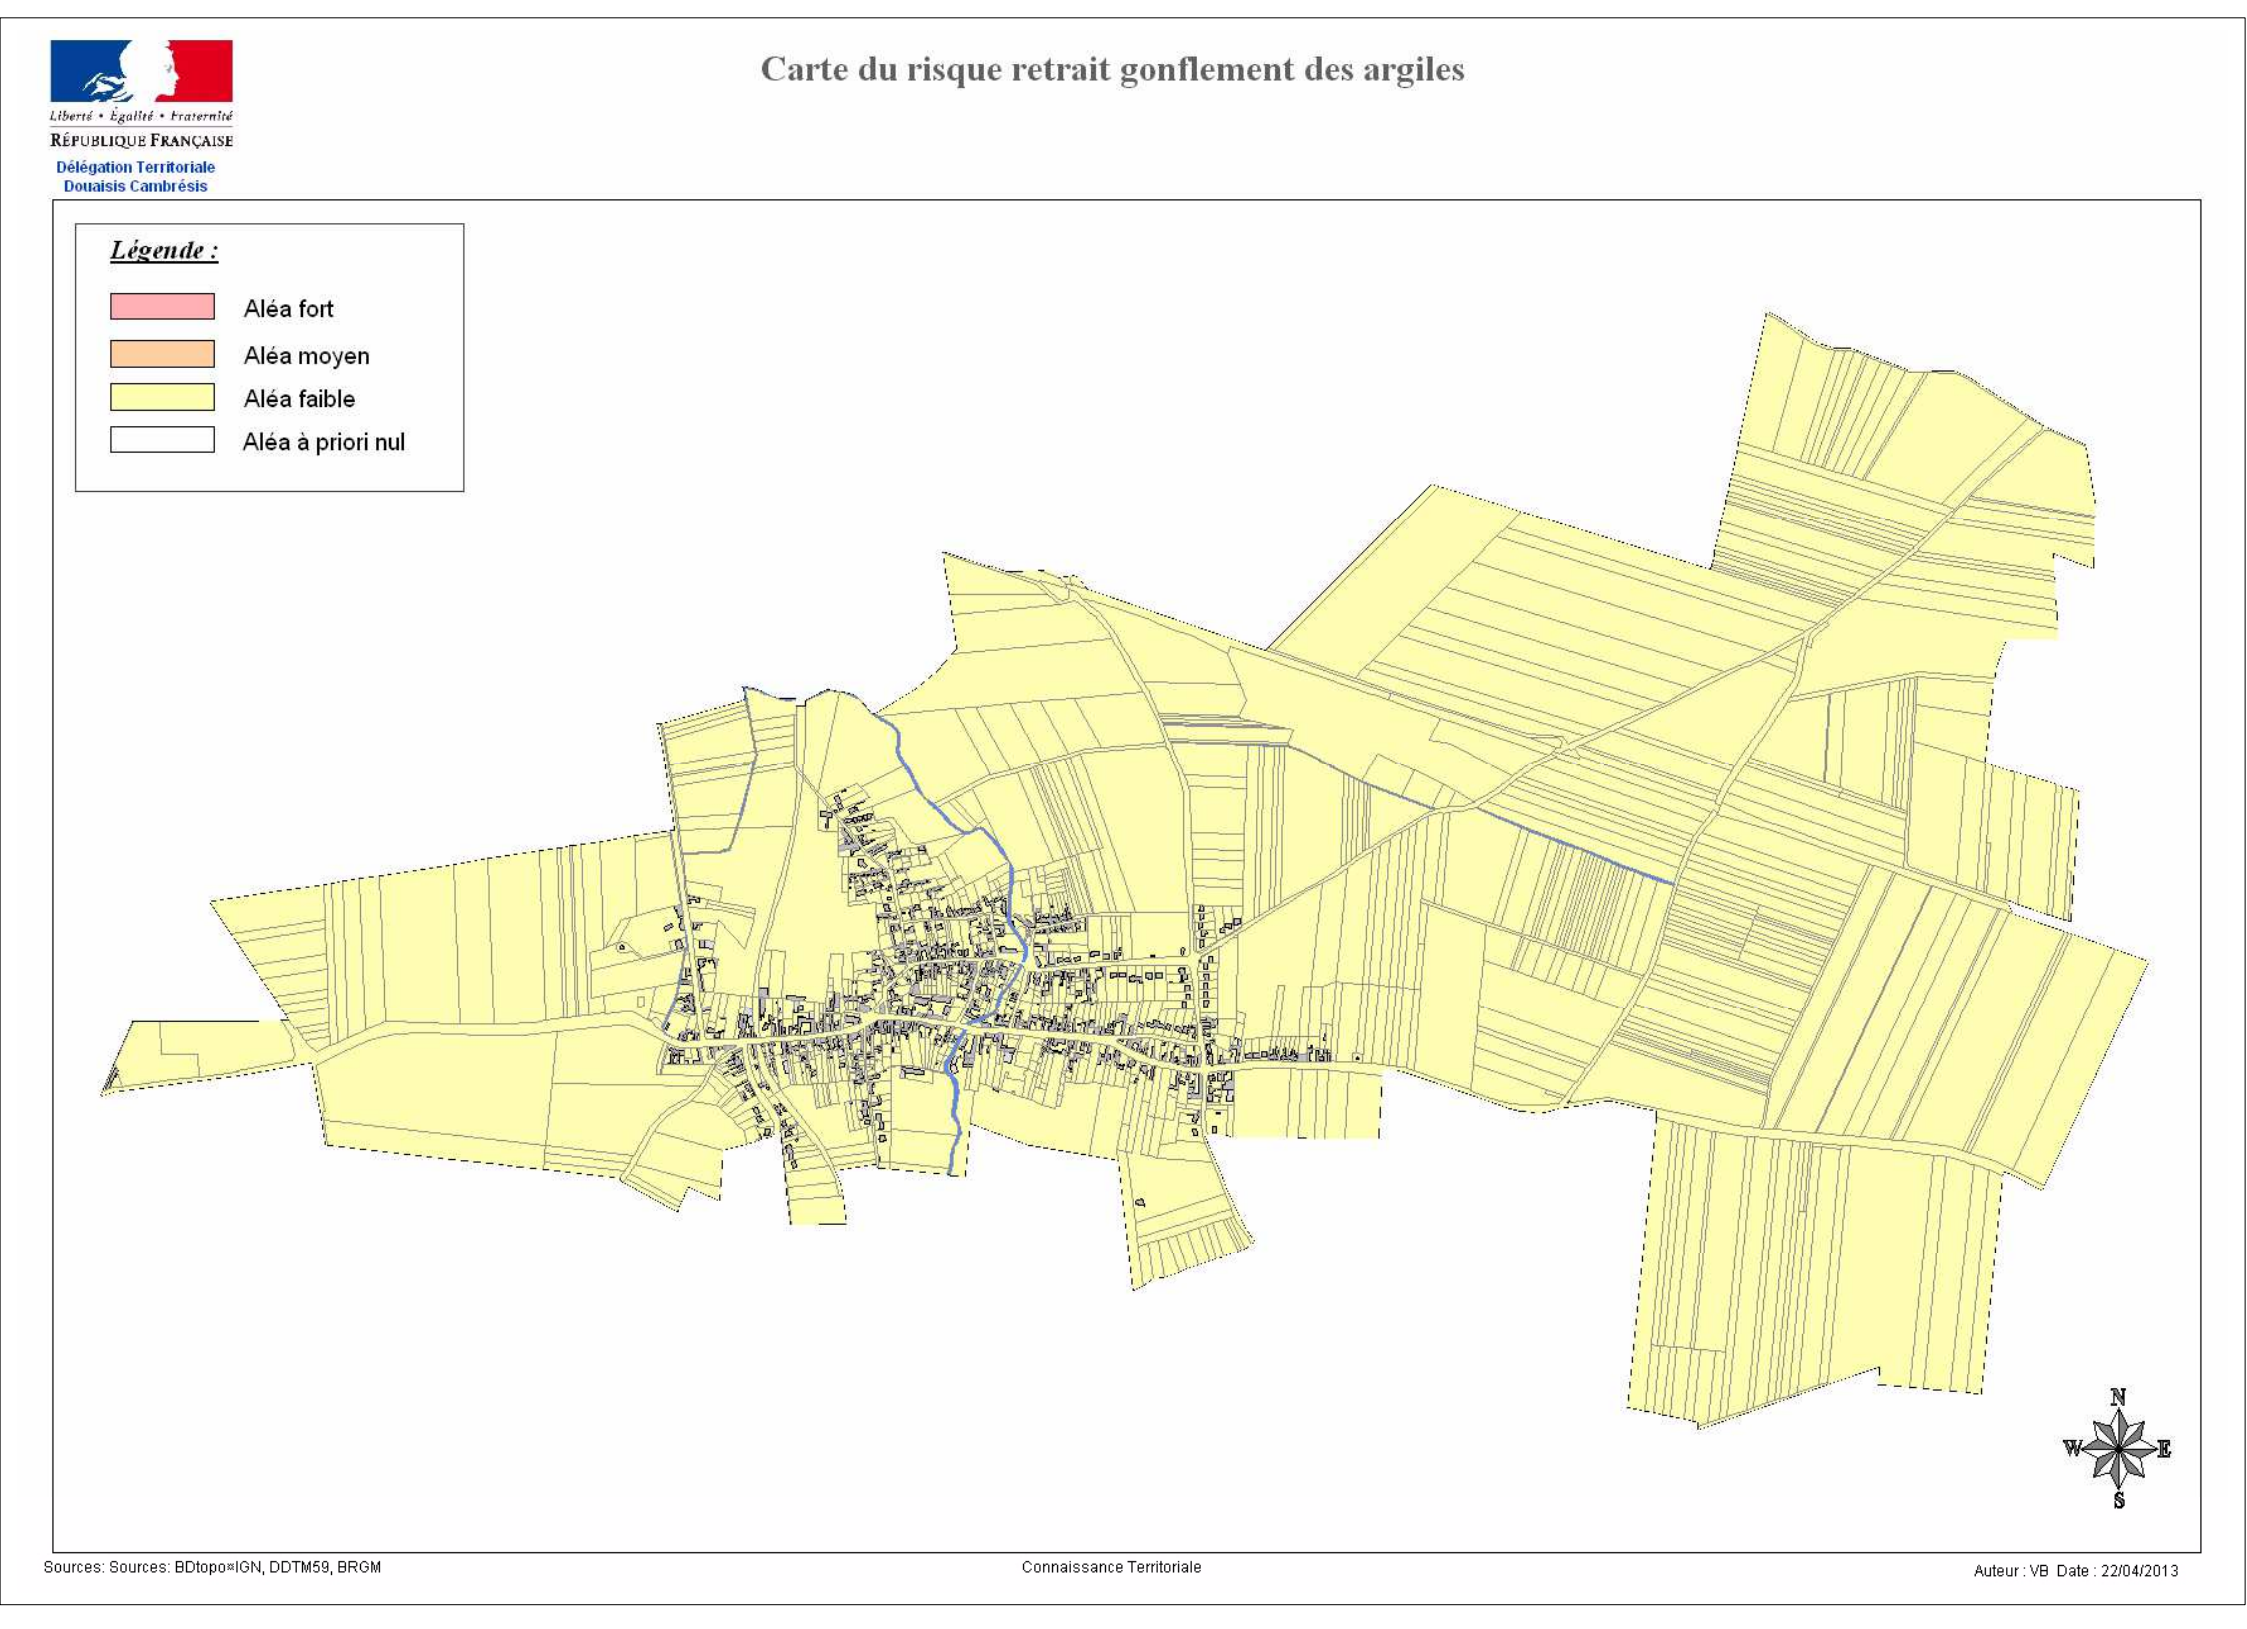 Carte du risque retrait gonflement des argiles
Liberté • Égalité • Fraternité
RÉPUBLIQUE FRANÇAISE
Délégation Territoriale
Douaisis Cambrésis
Légende :
Aléa fort
Aléa moyen
Aléa faible
Aléa à priori nul
N
W E
S
Sources: Sources: BDtopo¤IGN, DDTM59, BRGM
Connaissance Territoriale
Auteur : VB Date : 22/04/2013